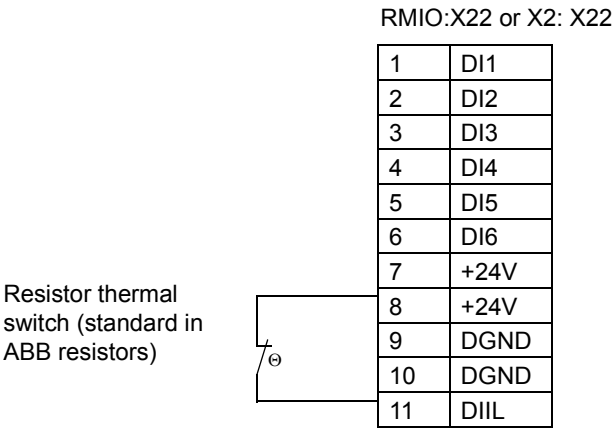 RMIO:X22 or X2: X22
1 DI1
2 DI2
3 DI3
4 DI4
5 DI5
6 DI6
7 +24V
8 +24V
9 DGND
10 DGND
11 DIIL
Resistor thermal
switch (standard in
ABB resistors)
Θ